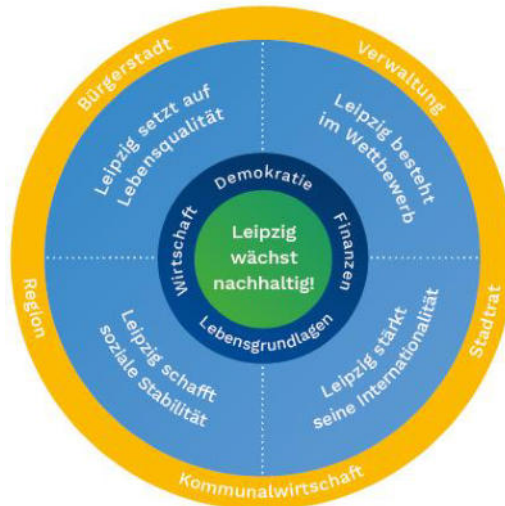 Bürgerstadt
Verwaltung
Leipzig setzt auf
Lebensqualität
Leipzig besteht
im Wettbewerb
Demokratie
Wirtschaft
Finanzen
Leipzig
wächst
nachhaltig!
Lebensgrundlagen
Region
Stadtrat
Leipzig schafft
soziale Stabilität
Leipzig stärkt
seine Internationalität
Kommunalwirtschaft